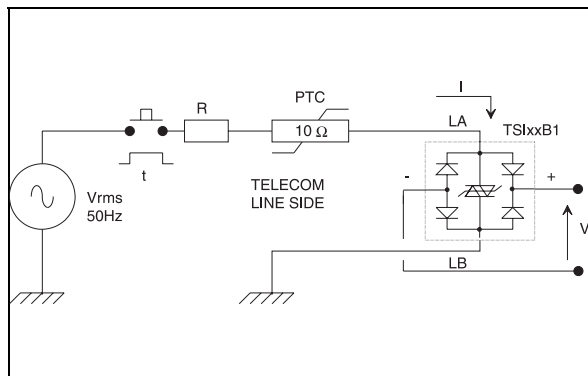 I
R
PTC
LA
TSIxxB1
10 Ω
-
+
t
Vrms
50Hz
TELECOM
LINE SIDE
V
LB